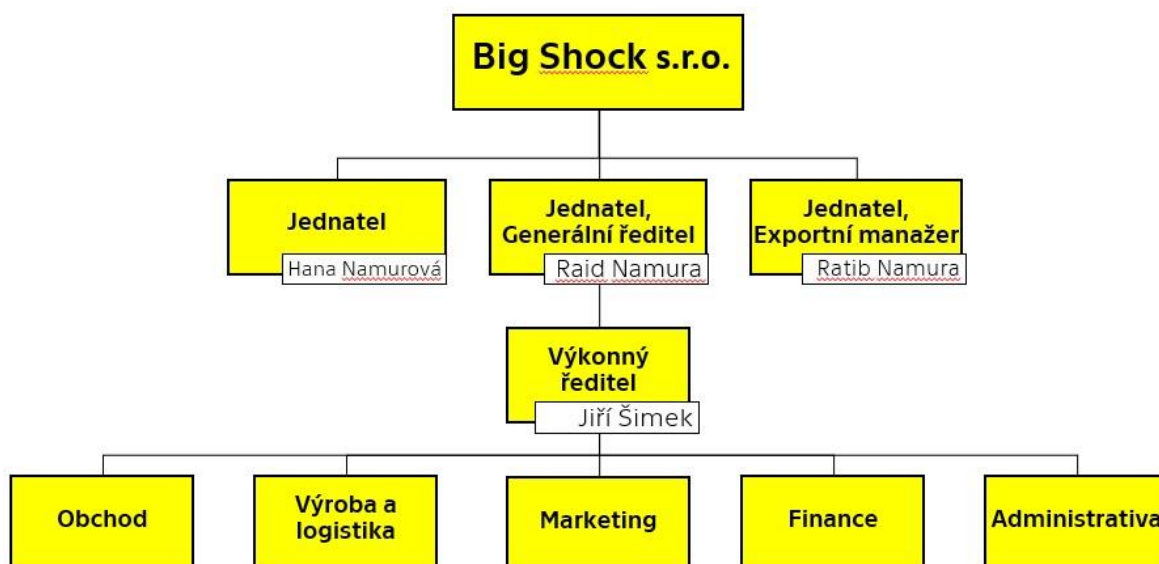 Big Shock s.r.o.
Jednatel
Hana Namurová
Jednatel,
Generální ředitel
Raid Namura
Jednatel,
Exportní manažer
Ratib Namura
Výkonný
ředitel
Jiří Šimek
Obchod
Výroba a
logistika
Marketing
Finance
Administrativa